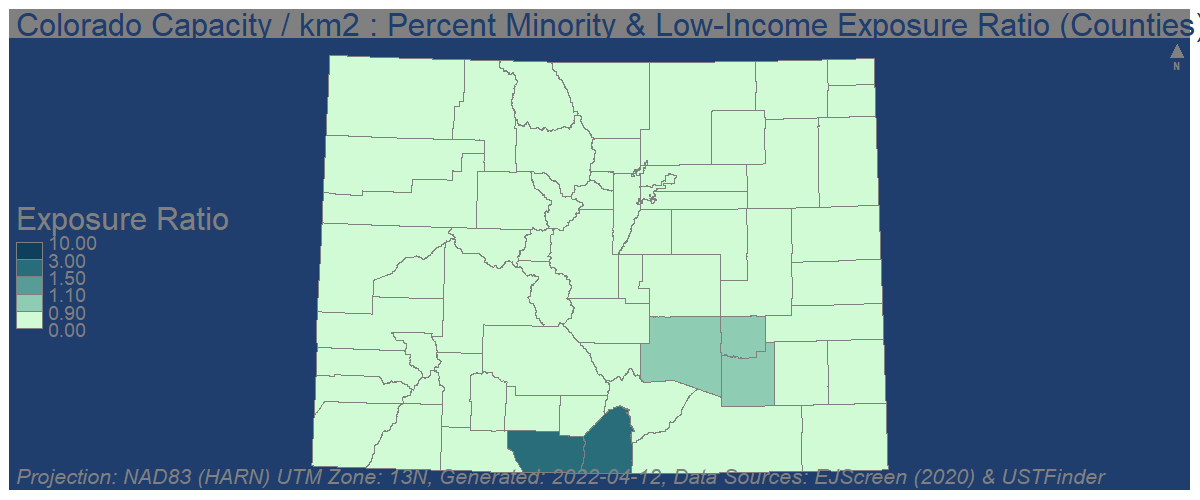 Colorado Capacity / km2 : Percent Minority & Low-Income Exposure Ratio (Counties)
N
Exposure Ratio
10.00
3.00
1.50
1.10
0.90
0.00
Projection: NAD83 (HARN) UTM Zone: 13N, Generated: 2022-04-12, Data Sources: EJScreen (2020) & USTFinder